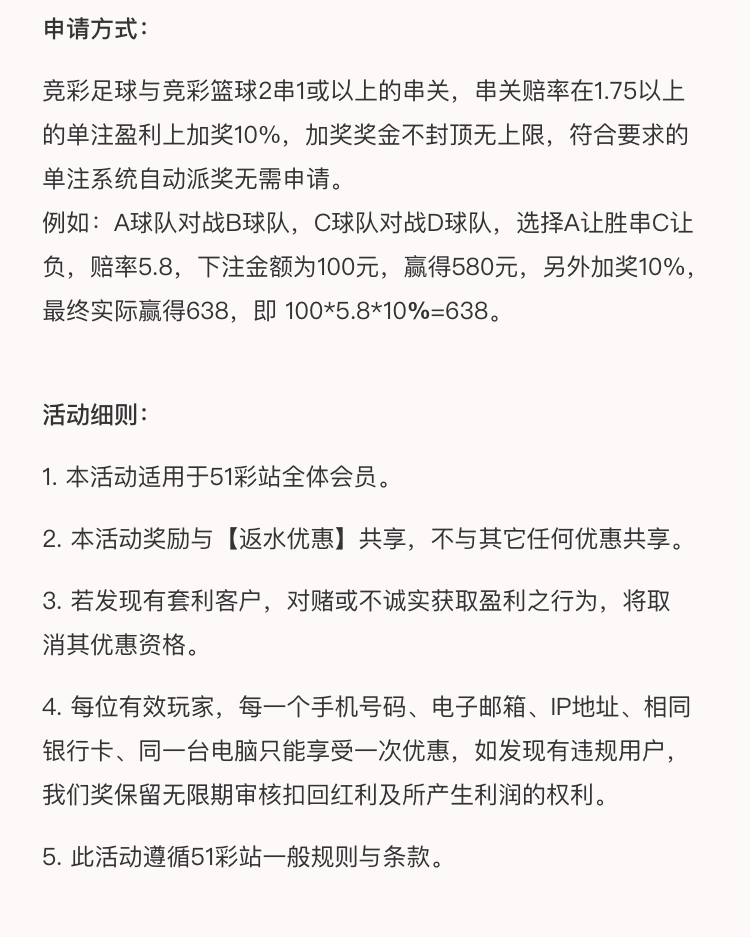 申请方式：
竞彩足球与竞彩篮球2串1或以上的串关，串关赔率在1.75以上
的单注盈利上加奖10%，加奖奖金不封顶无上限，符合要求的
单注系统自动派奖无需申请。
例如：A球队对战B球队，C球队对战D球队，选择A让胜串C让
负，赔率5.8，下注金额为100元，赢得580元，另外加奖10%，
最终实际赢得638，即 100*5.8*10%=638。
活动细则：
1. 本活动适用于51彩站全体会员。
2. 本活动奖励与【返水优惠】共享，不与其它任何优惠共享。
3. 若发现有套利客户，对赌或不诚实获取盈利之行为，将取
消其优惠资格。
4. 每位有效玩家，每一个手机号码、电子邮箱、IP地址、相同
银行卡、同一台电脑只能享受一次优惠，如发现有违规用户，
我们奖保留无限期审核扣回红利及所产生利润的权利。
5. 此活动遵循51彩站一般规则与条款。